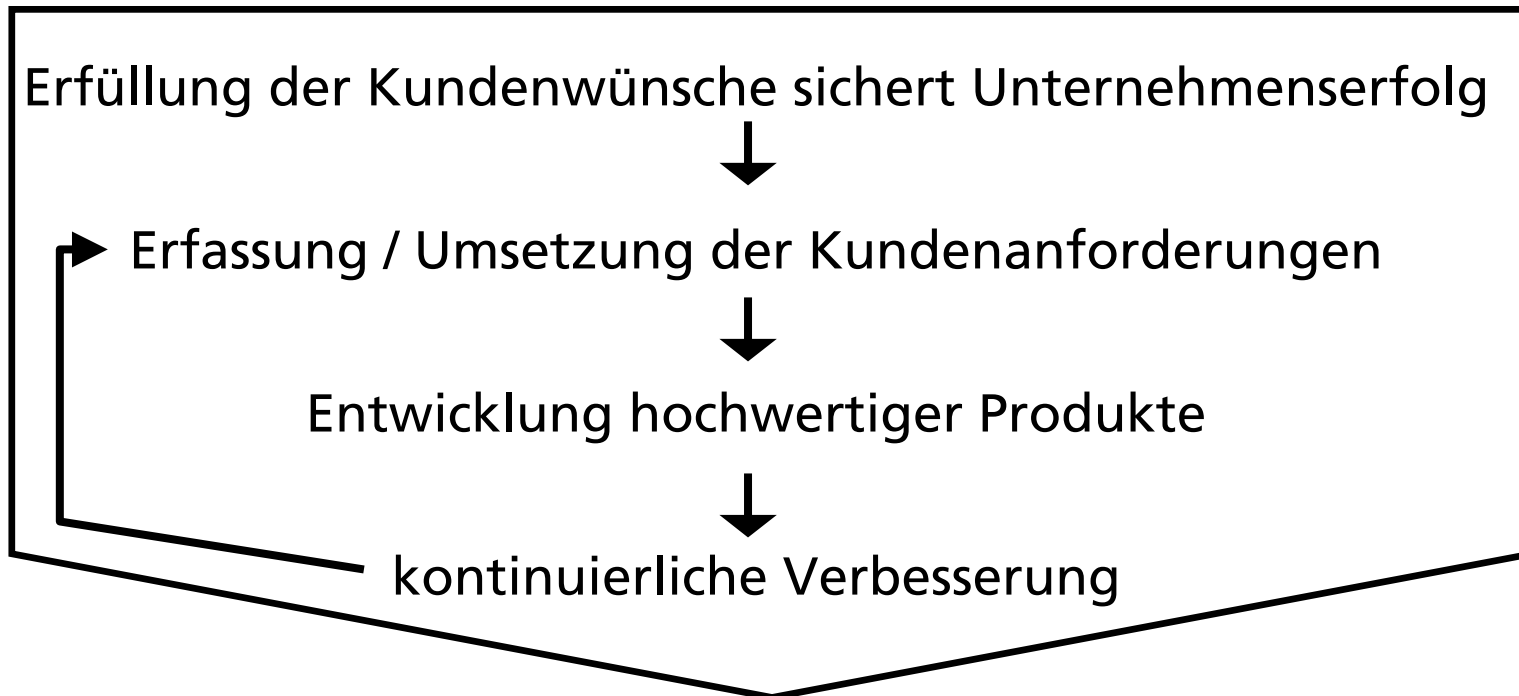 Erfüllung der Kundenwünsche sichert Unternehmenserfolg
Erfassung / Umsetzung der Kundenanforderungen
Entwicklung hochwertiger Produkte
kontinuierliche Verbesserung